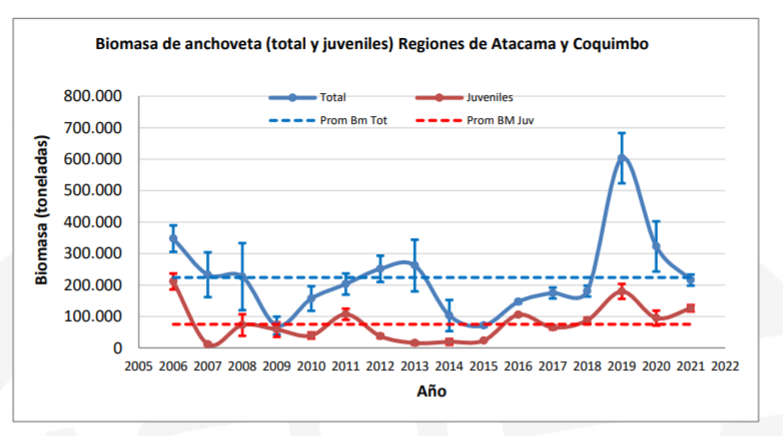 Biomasa de anchoveta (total y juveniles) Regiones de Atacama y Coquimbo
Total Juveniles
Prom Bm Tot Prom BM Juv
Biomasa (toneladas)
800.000
700.000
600.000
500.000
400.000
300.000
200.000
100.000
0
2005 2006 2007 2008 2009 2010 2011 2012 2013 2014 2015 2016 2017 2018 2019 2020 2021 2022
Año